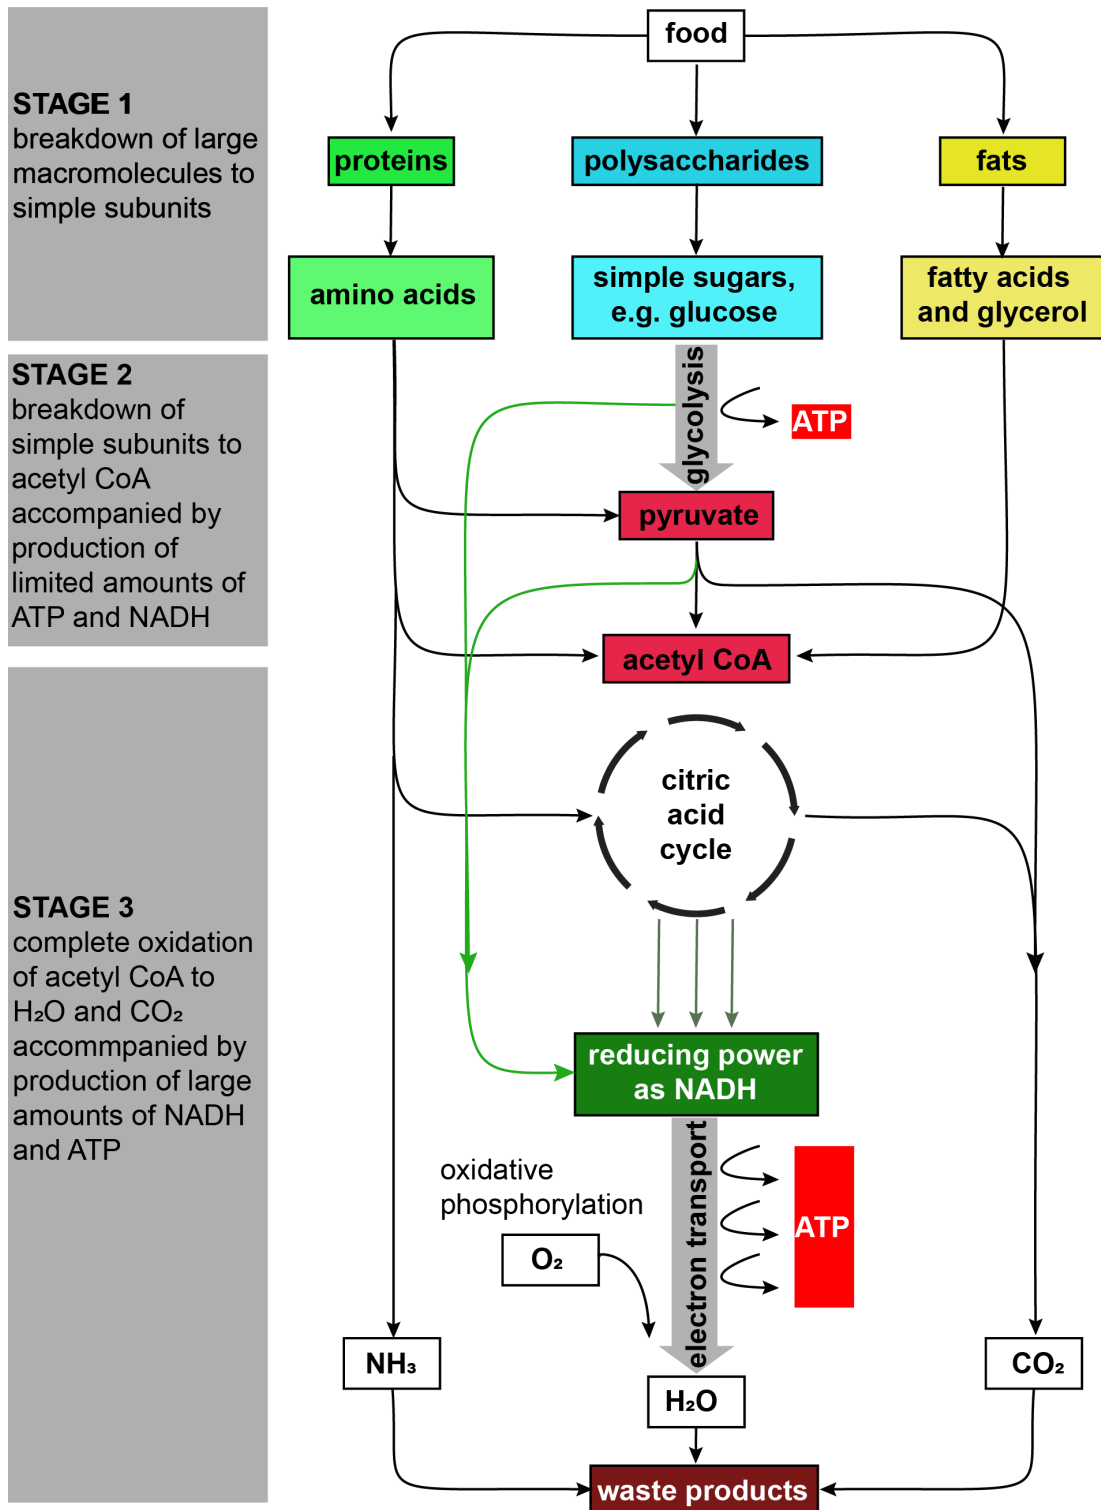 food
STAGE 1
breakdown of large
macromolecules to
simple subunits
proteins
polysaccharides
fats
amino acids
simple sugars,
e.g. glucose
fatty acids
and glycerol
STAGE 2
breakdown of
simple subunits to
acetyl CoA
accompanied by
production of
limited amounts of
ATP and NADH
glycolysis
ATP
pyruvate
acetyl CoA
citric
acid
cycle
STAGE 3
complete oxidation
of acetyl CoA to
H₂O and CO₂
accommpanied by
production of large
amounts of NADH
and ATP
reducing power
as NADH
oxidative
phosphorylation
electron transport
ATP
O₂
NH₃
H₂O
CO₂
waste products